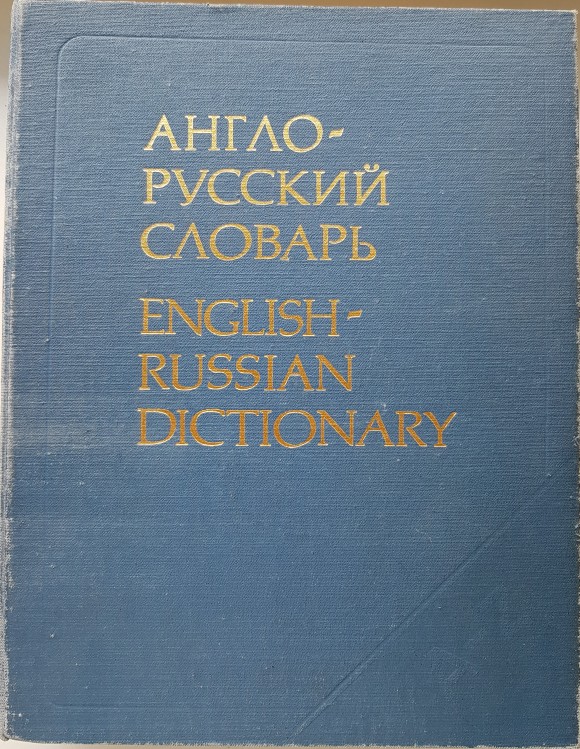 АНГЛО-
РУССКИЙ
СЛОВАРЬ
ENGLISH-
RUSSIAN
DICTIONARY